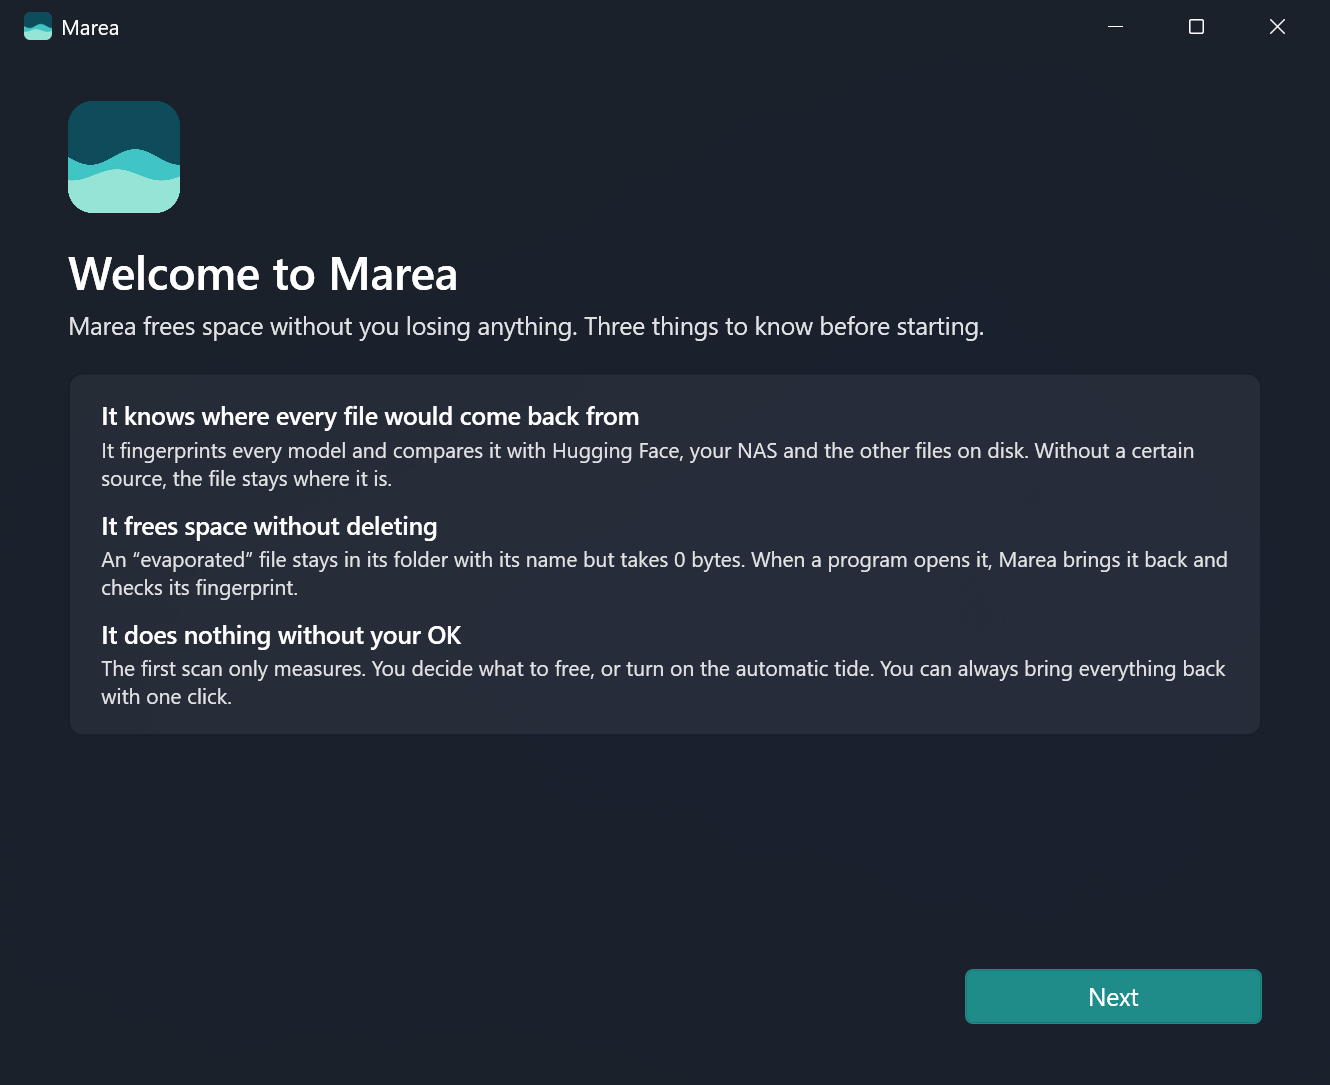 Marea
Welcome to Marea
Marea frees space without you losing anything. Three things to know before starting.
It knows where every file would come back from
It fingerprints every model and compares it with Hugging Face, your NAS and the other files on disk. Without a certain
source, the file stays where it is.
It frees space without deleting
An “evaporated” file stays in its folder with its name but takes 0 bytes. When a program opens it, Marea brings it back and
checks its fingerprint.
It does nothing without your OK
The first scan only measures. You decide what to free, or turn on the automatic tide. You can always bring everything back
with one click.
Next